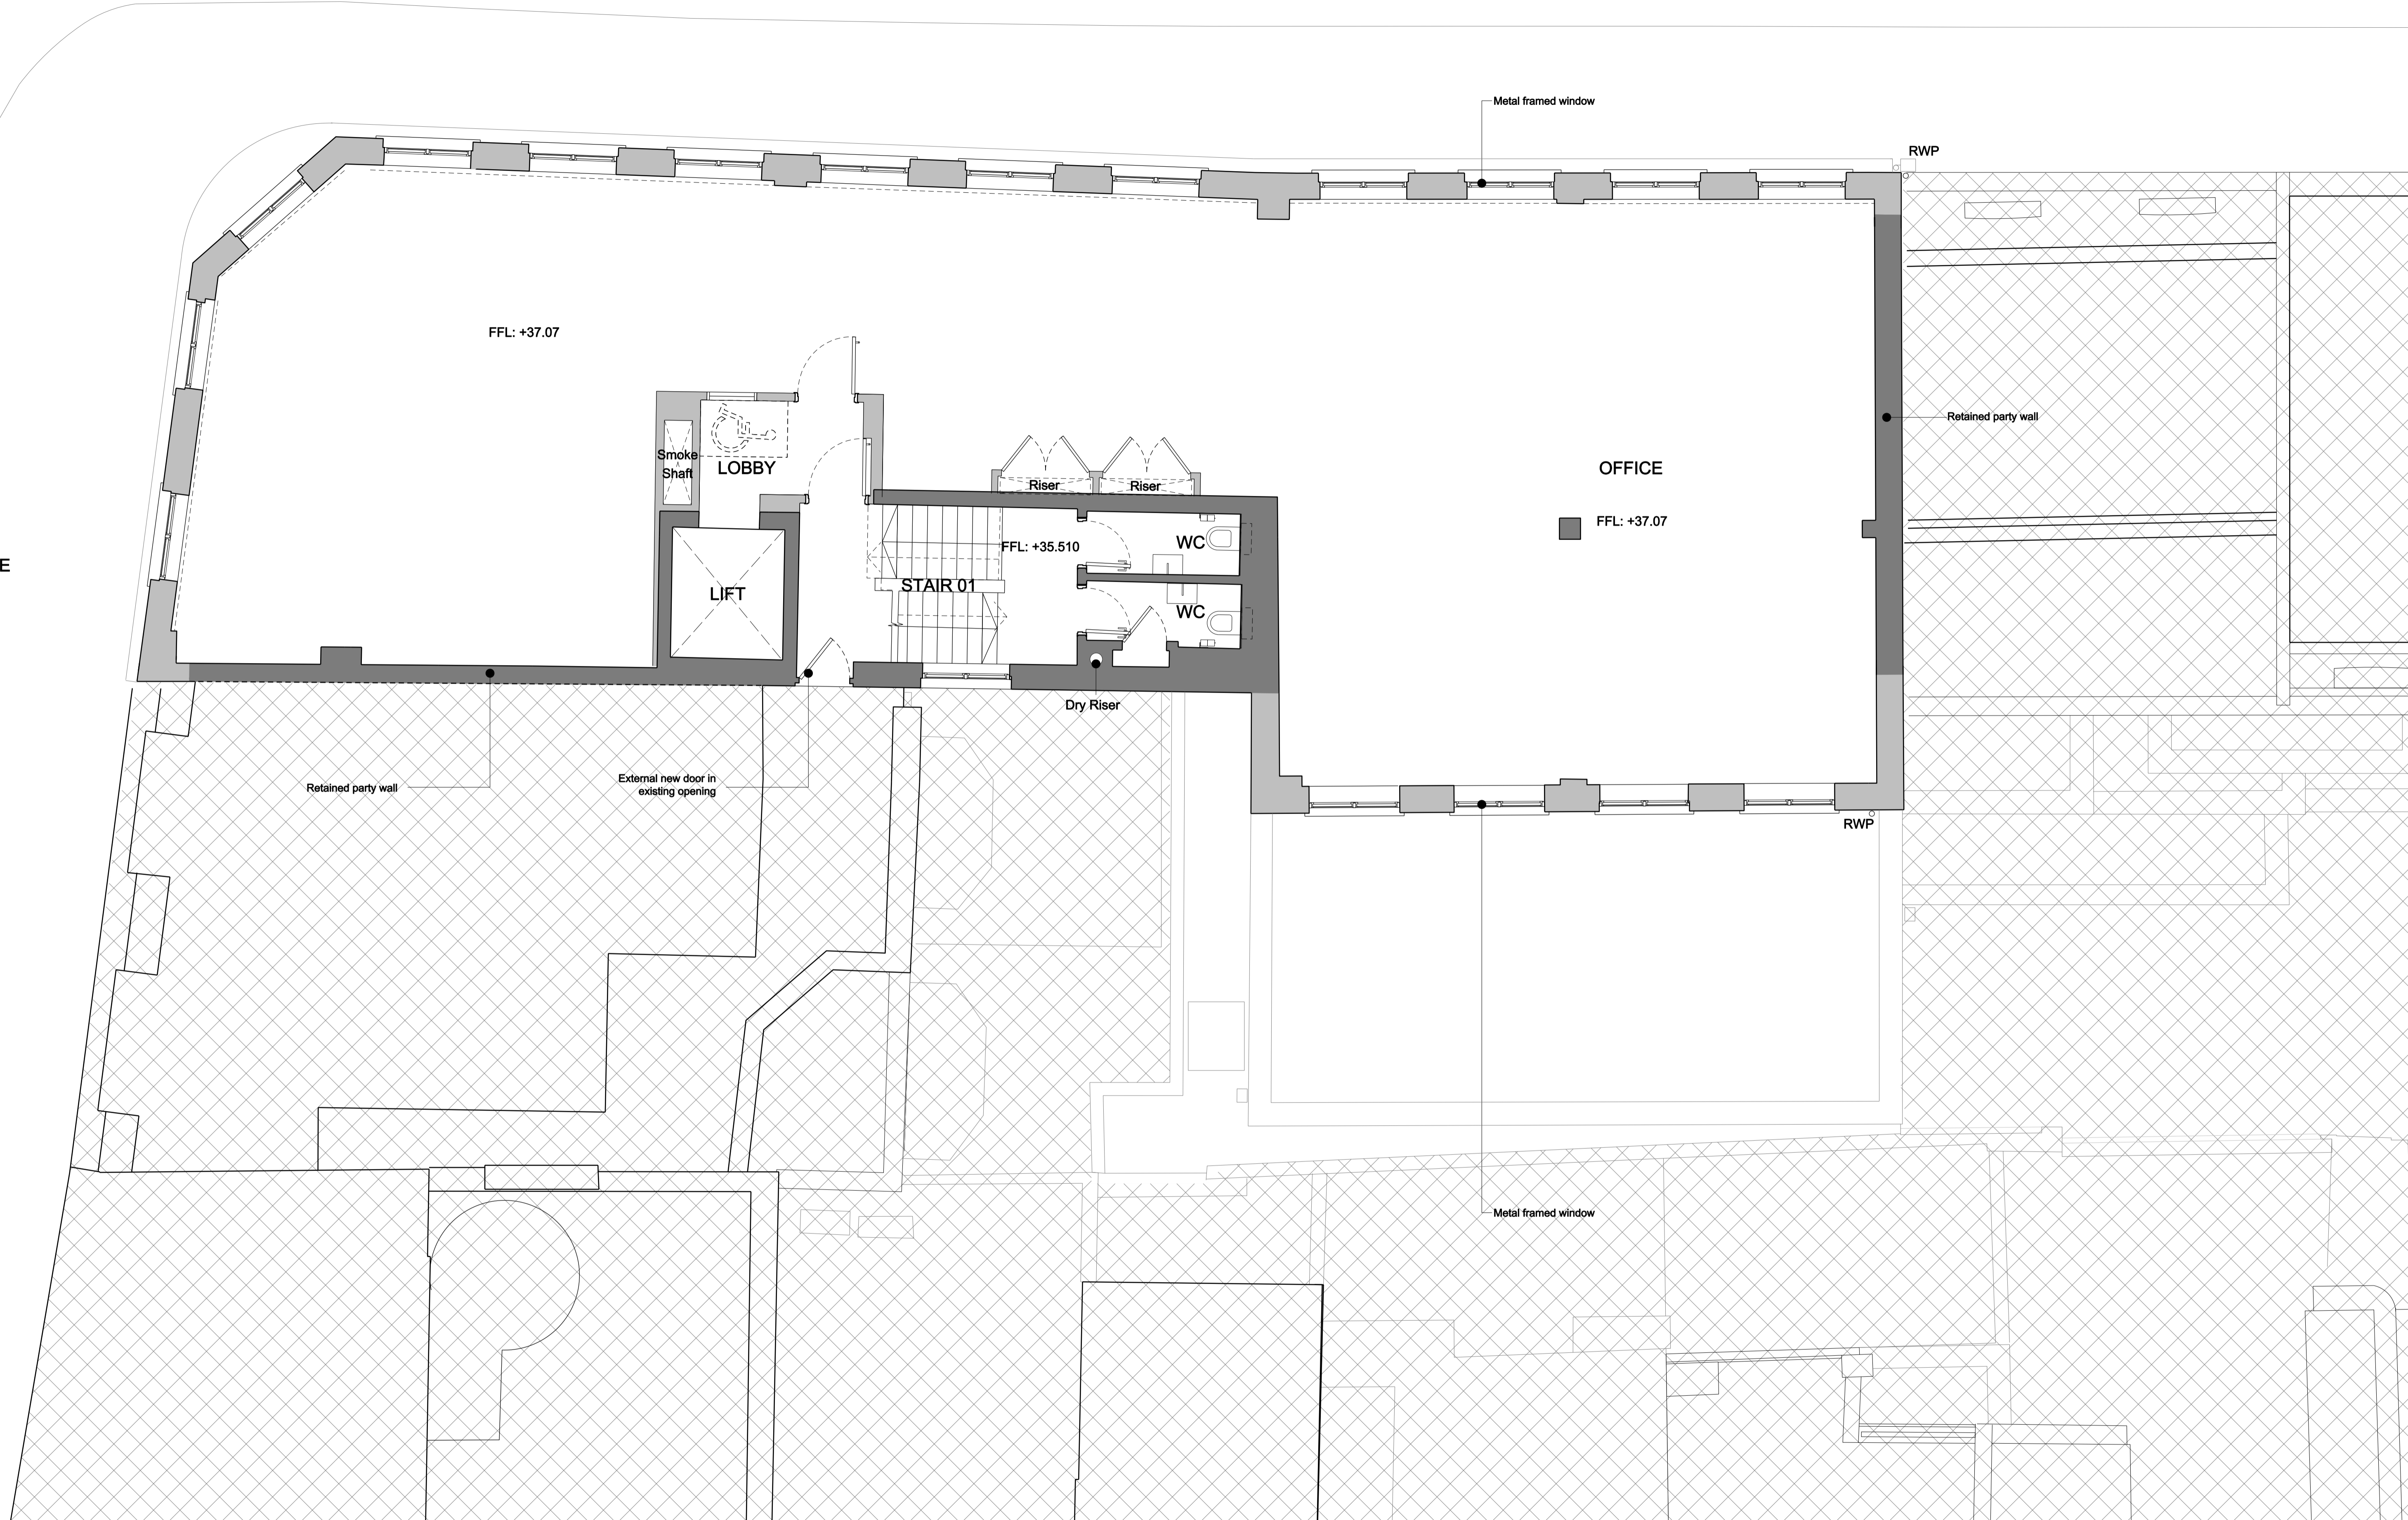 Metal framed window
RWP
FFL: +37.07
Retained party wall
Smoke
Shaft
LOBBY
OFFICE
Riser
Riser
FFL: +37.07
WC
FFL: +35.510
E
STAIR 01
LIFT
WC
Dry Riser
External new door in
existing opening
Retained party wall
RWP
Metal framed window